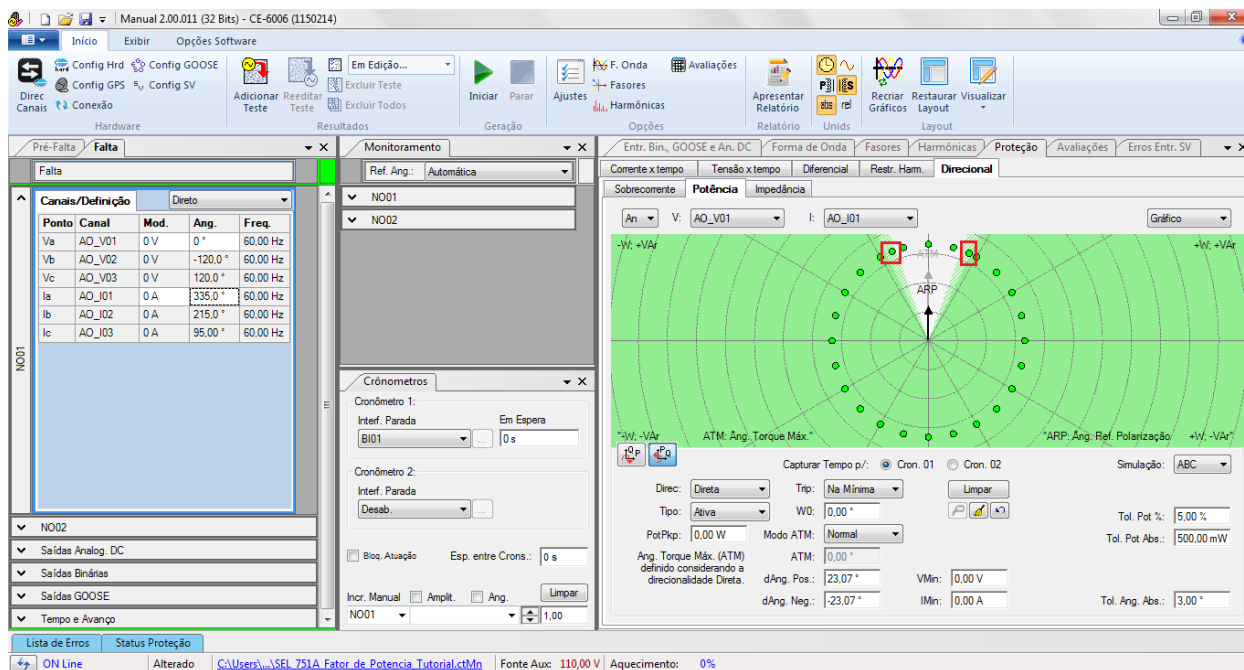 Manual 2.00.011 (32 Bits) - CE-6006 (1150214)
Início Exibir Opções Software
Direc Canais
Config Hrd
Config GPS
Conexão
Config GOOSE
Config SV
Hardware
Adicionar Teste
Reeditar Teste
Em Edição...
Excluir Teste
Excluir Todos
Resultados
Iniciar Parar
Geração
Ajustes
F. Onda
Fasores
Harmônicas
Avaliações
Opções
Apresentar Relatório
Relatório
abs rel
Unids
Recriar Gráficos
Restaurar Layout
Visualizar
Layout
Pré-Falta Falta
Falta
NO01
Canais/Definição Direto
Ponto Canal Mod. Ang. Freq.
Va AO_V01 0 V 0 ° 60,00 Hz
Vb AO_V02 0 V -120,0 ° 60,00 Hz
Vc AO_V03 0 V 120,0 ° 60,00 Hz
Ia AO_I01 0 A 335,0 ° 60,00 Hz
Ib AO_I02 0 A 215,0 ° 60,00 Hz
Ic AO_I03 0 A 95,00 ° 60,00 Hz
NO02
Saídas Analog. DC
Saídas Binárias
Saídas GOOSE
Tempo e Avanço
Monitoramento
Ref. Ang.: Automática
NO01
NO02
Crônometros
Cronômetro 1:
Interf. Parada Em Espera
BI01 ... 0 s
Cronômetro 2:
Interf. Parada
Desab. ...
Bloq. Atuação Esp. entre Crons.: 0 s
Incr. Manual Amplit. Ang. Limpar
NO01 1,00
Entr. Bin., GOOSE e An. DC Forma de Onda Fasores Harmônicas Proteção Avaliações Erros Entr. SV
Corrente x tempo Tensão x tempo Diferencial Restr. Harm. Direcional
Sobrecorrente Potência Impedância
An V: AO_V01 I: AO_I01 Gráfico
-W; +VAr +W; +VAr
ATM
ARP
"-W; -VAr ATM: Âng. Torque Máx." "ARP: Âng. Ref. Polarização +W; -VAr"
Capturar Tempo p/: Cron. 01 Cron. 02 Simulação: ABC
Direc: Direta Trip: Na Mínima Limpar
Tipo: Ativa W0: 0,00 ° Tol. Pot %: 5,00 %
PotPkp: 0,00 W Modo ATM: Normal Tol. Pot Abs.: 500,00 mW
Ang. Torque Máx. (ATM) definido considerando a direcionalidade Direta.
ATM: 0,00 °
dAng. Pos.: 23,07 ° VMin: 0,00 V
dAng. Neg.: -23,07 ° IMin: 0,00 A Tol. Ang. Abs.: 3,00 °
Lista de Erros Status Proteção
ON Line Alterado C:\Users\...\SEL 751A Fator de Potencia Tutorial.ctMn Fonte Aux: 110,00 V Aquecimento: 0%